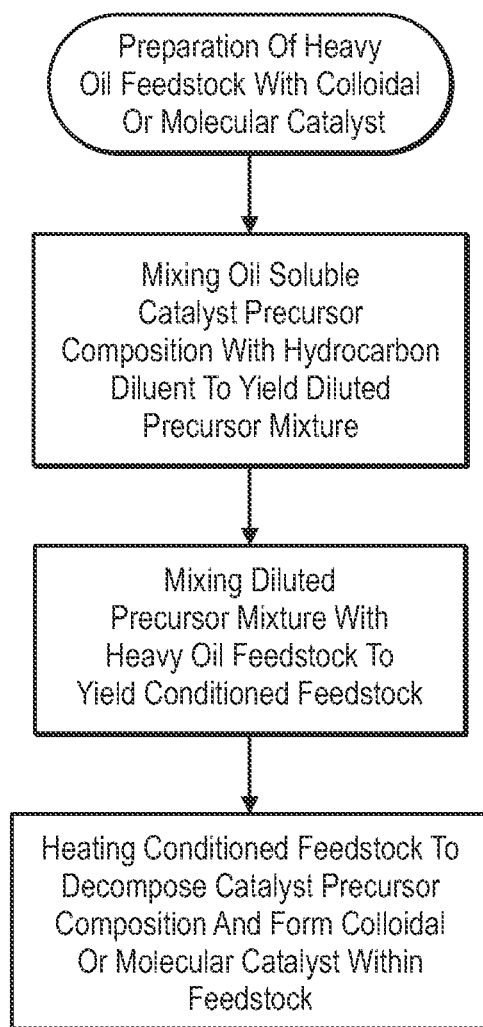 Preparation Of Heavy
Oil Feedstock With Colloidal
Or Molecular Catalyst
Mixing Oil Soluble
Catalyst Precursor
Composition With Hydrocarbon
Diluent To Yield Diluted
Precursor Mixture
Mixing Diluted
Precursor Mixture With
Heavy Oil Feedstock To
Yield Conditioned Feedstock
Heating Conditioned Feedstock To
Decompose Catalyst Precursor
Composition And Form Colloidal
Or Molecular Catalyst Within
Feedstock